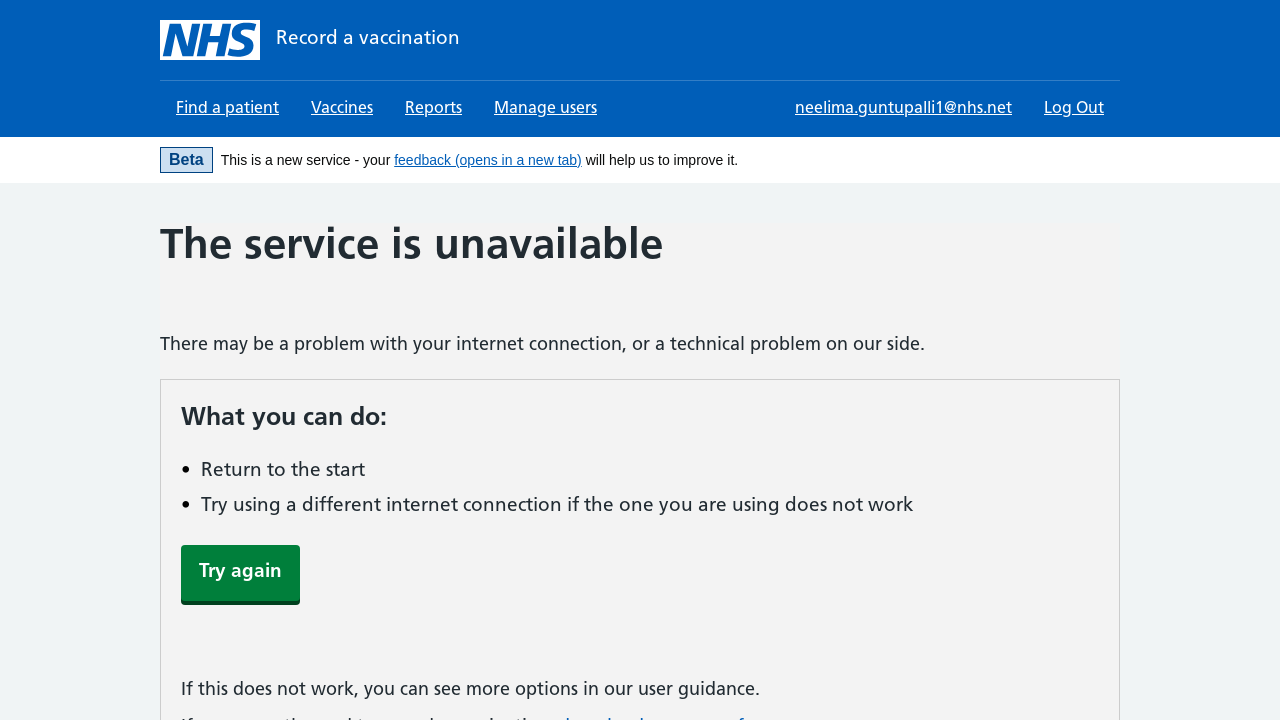 NHS Record a vaccination
Find a patient Vaccines Reports Manage users neelima.guntupalli1@nhs.net Log Out
Beta This is a new service - your feedback (opens in a new tab) will help us to improve it.
The service is unavailable
There may be a problem with your internet connection, or a technical problem on our side.
What you can do:
• Return to the start
• Try using a different internet connection if the one you are using does not work
Try again
If this does not work, you can see more options in our user guidance.